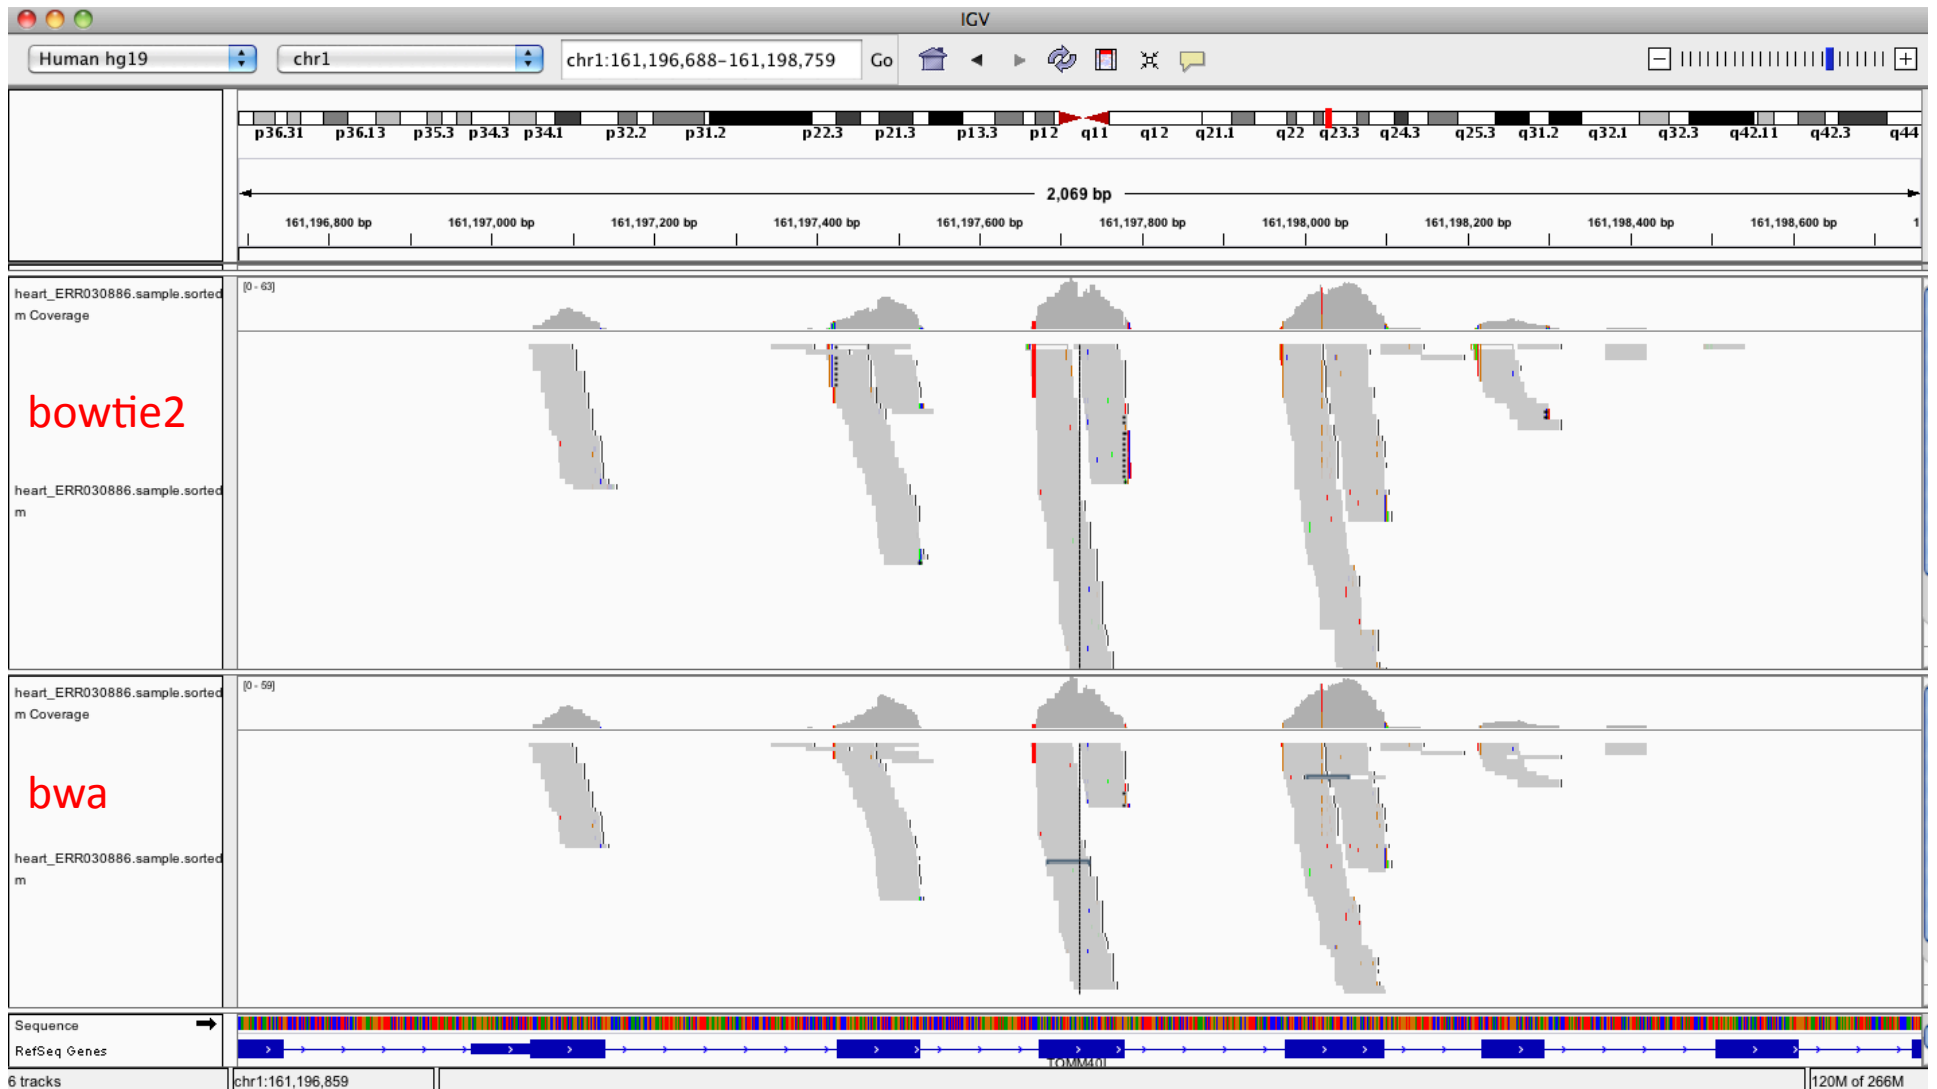 IGV
Human hg19 chr1 chr1:161,196,688-161,198,759 Go
p36.31 p36.13 p35.3 p34.3 p34.1 p32.2 p31.2 p22.3 p21.3 p13.3 p12 q11 q12 q21.1 q22 q23.3 q24.3 q25.3 q31.2 q32.1 q32.3 q42.11 q42.3 q44
2,069 bp
161,196,800 bp 161,197,000 bp 161,197,200 bp 161,197,400 bp 161,197,600 bp 161,197,800 bp 161,198,000 bp 161,198,200 bp 161,198,400 bp 161,198,600 bp 1
heart_ERR030886.sample.sorted [0 - 63]
m Coverage
bowtie2
heart_ERR030886.sample.sorted
m
heart_ERR030886.sample.sorted [0 - 59]
m Coverage
bwa
heart_ERR030886.sample.sorted
m
Sequence
RefSeq Genes
TOMM40L
6 tracks chr1:161,196,859 120M of 266M